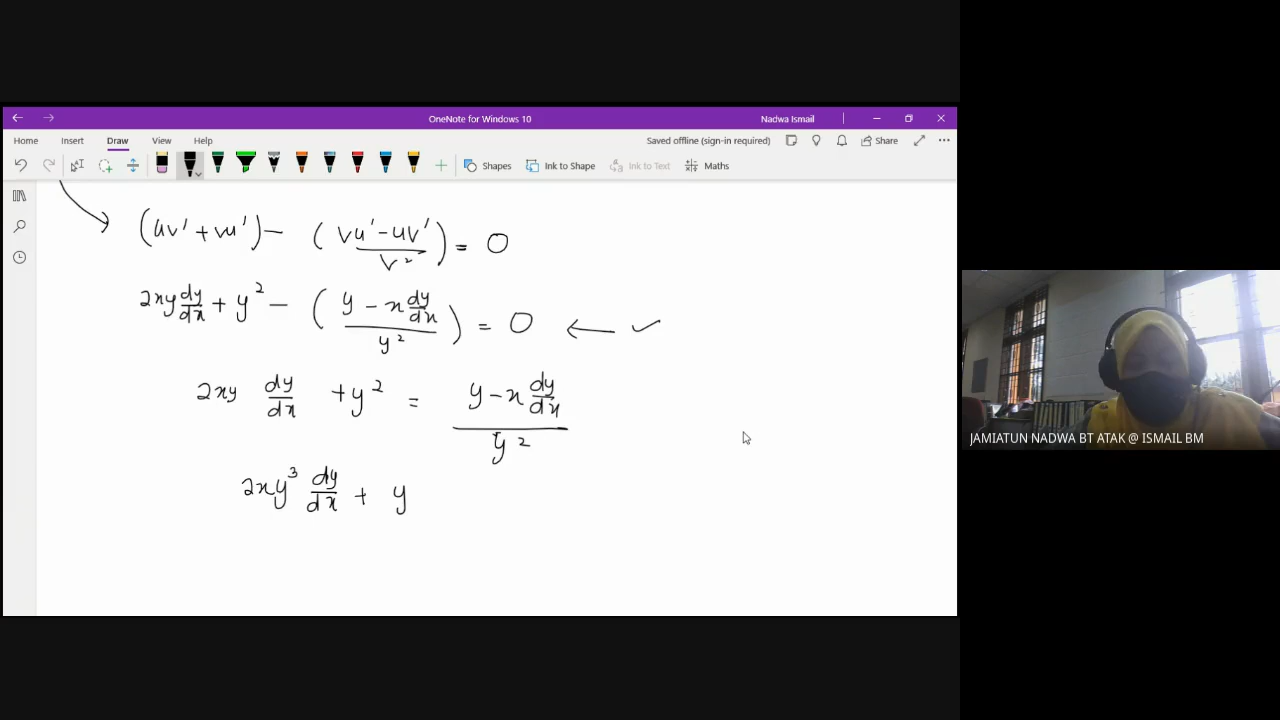 OneNote for Windows 10
Nadwa Ismail
Home Insert Draw View Help
Saved offline (sign-in required) Share
Shapes Ink to Shape Ink to Text Maths
(uv' + vu') − (vu' − uv' / v²) = 0
2xy dy/dx + y² − (y − x dy/dx / y²) = 0 ← ✓
2xy dy/dx + y² = y − x dy/dx / y²
2xy³ dy/dx + y
JAMIATUN NADWA BT ATAK @ ISMAIL BM